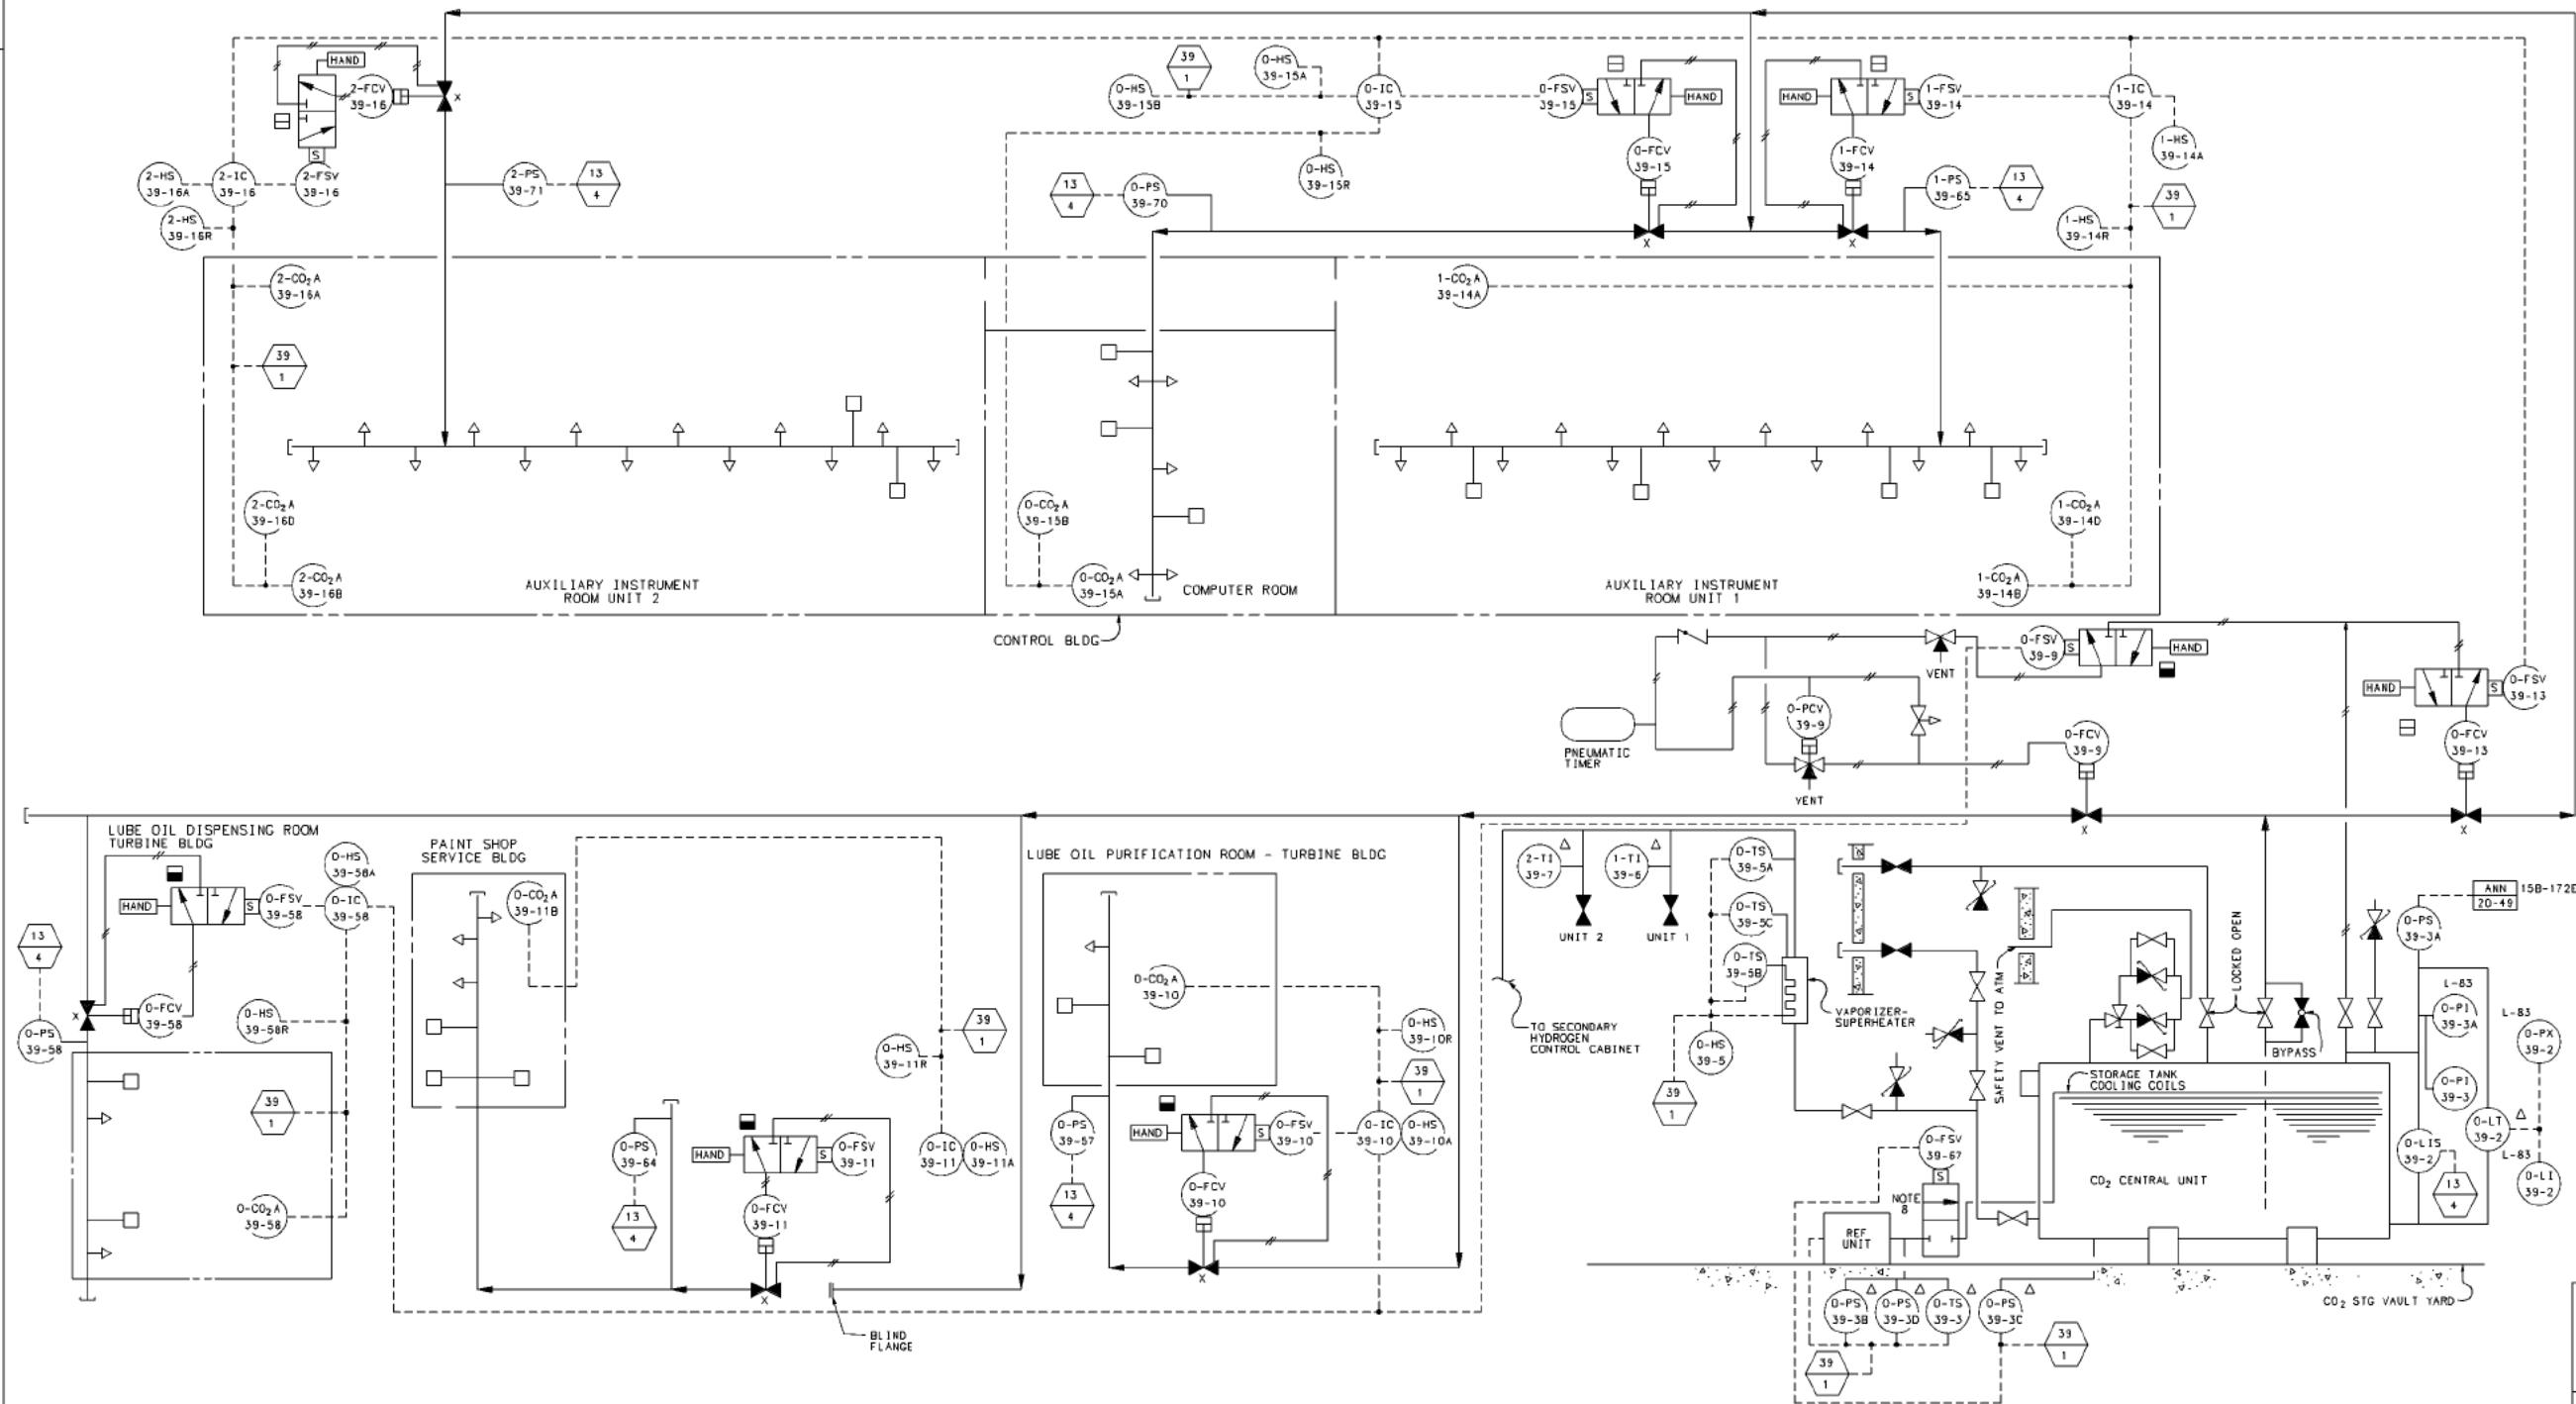 HAND
2-FCV
39-16
X
S
2-HS
39-16A
2-IC
39-16
2-FSV
39-16
2-HS
39-16R
2-PS
39-71
13
4
39
1
0-HS
39-15B
0-HS
39-15A
0-IC
39-15
0-HS
39-15R
13
4
0-PS
39-70
0-FSV
39-15
S
HAND
0-FCV
39-15
X
HAND
S
1-FSV
39-14
1-FCV
39-14
X
1-IC
39-14
1-HS
39-14A
1-PS
39-65
13
4
39
1
1-HS
39-14R
2-CO₂A
39-16A
39
1
2-CO₂A
39-16D
2-CO₂A
39-16B
AUXILIARY INSTRUMENT
ROOM UNIT 2
0-CO₂A
39-15B
0-CO₂A
39-15A
COMPUTER ROOM
1-CO₂A
39-14A
1-CO₂A
39-14D
1-CO₂A
39-14B
AUXILIARY INSTRUMENT
ROOM UNIT 1
CONTROL BLDG
VENT
0-FSV
39-9
S
HAND
PNEUMATIC
TIMER
0-PCV
39-9
VENT
0-FCV
39-9
X
HAND
S
0-FSV
39-13
0-FCV
39-13
X
LUBE OIL DISPENSING ROOM
TURBINE BLDG
HAND
S
0-FSV
39-58
0-HS
39-58A
0-IC
39-58
13
4
0-PS
39-58
X
0-FCV
39-58
0-HS
39-58R
39
1
0-CO₂A
39-58
PAINT SHOP
SERVICE BLDG
0-CO₂A
39-11B
0-HS
39-11R
39
1
0-PS
39-64
13
4
HAND
S
0-FSV
39-11
0-FCV
39-11
X
0-IC
39-11
0-HS
39-11A
BLIND
FLANGE
LUBE OIL PURIFICATION ROOM - TURBINE BLDG
0-CO₂A
39-10
0-HS
39-10R
39
1
0-PS
39-57
13
4
HAND
S
0-FSV
39-10
0-FCV
39-10
X
0-IC
39-10
0-HS
39-10A
2-TI
39-7
UNIT 2
1-TI
39-6
UNIT 1
0-TS
39-5A
0-TS
39-5C
0-TS
39-5B
0-HS
39-5
39
1
TO SECONDARY
HYDROGEN
CONTROL CABINET
VAPORIZER-
SUPERHEATER
SAFETY VENT TO ATM
LOCKED OPEN
BYPASS
STORAGE TANK
COOLING COILS
CO₂ CENTRAL UNIT
ANN
20-49
15B-172E
0-PS
39-3A
L-83
0-PI
39-3A
0-PI
39-3
L-83
0-PX
39-2
0-LT
39-2
0-LIS
39-2
L-83
0-LI
39-2
13
4
0-FSV
39-67
S
NOTE
8
REF
UNIT
0-PS
39-3B
0-PS
39-3D
0-TS
39-3
0-PS
39-3C
39
1
39
1
CO₂ STG VAULT YARD